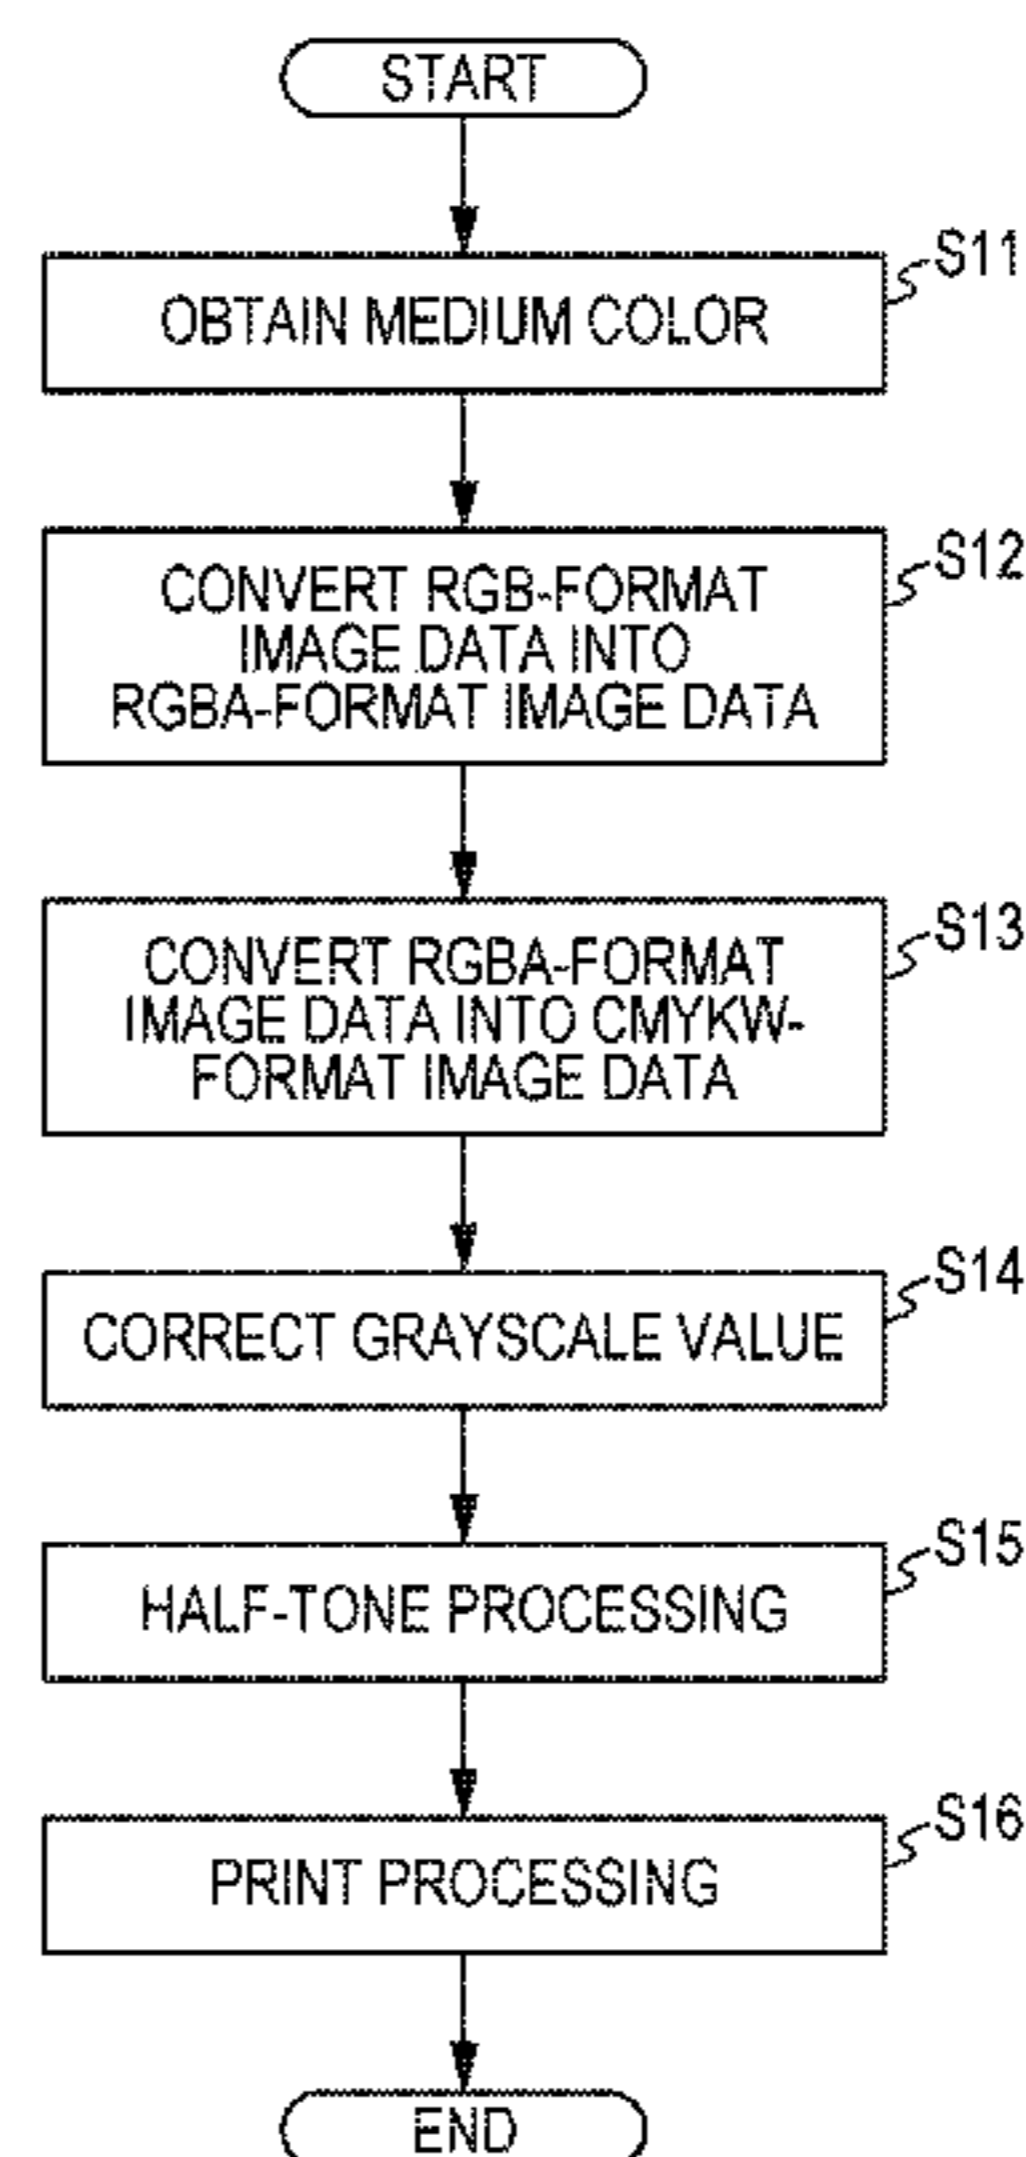 START
S11
OBTAIN MEDIUM COLOR
S12
CONVERT RGB-FORMAT
IMAGE DATA INTO
RGBA-FORMAT IMAGE DATA
S13
CONVERT RGBA-FORMAT
IMAGE DATA INTO CMYKW-
FORMAT IMAGE DATA
S14
CORRECT GRAYSCALE VALUE
S15
HALF-TONE PROCESSING
S16
PRINT PROCESSING
END